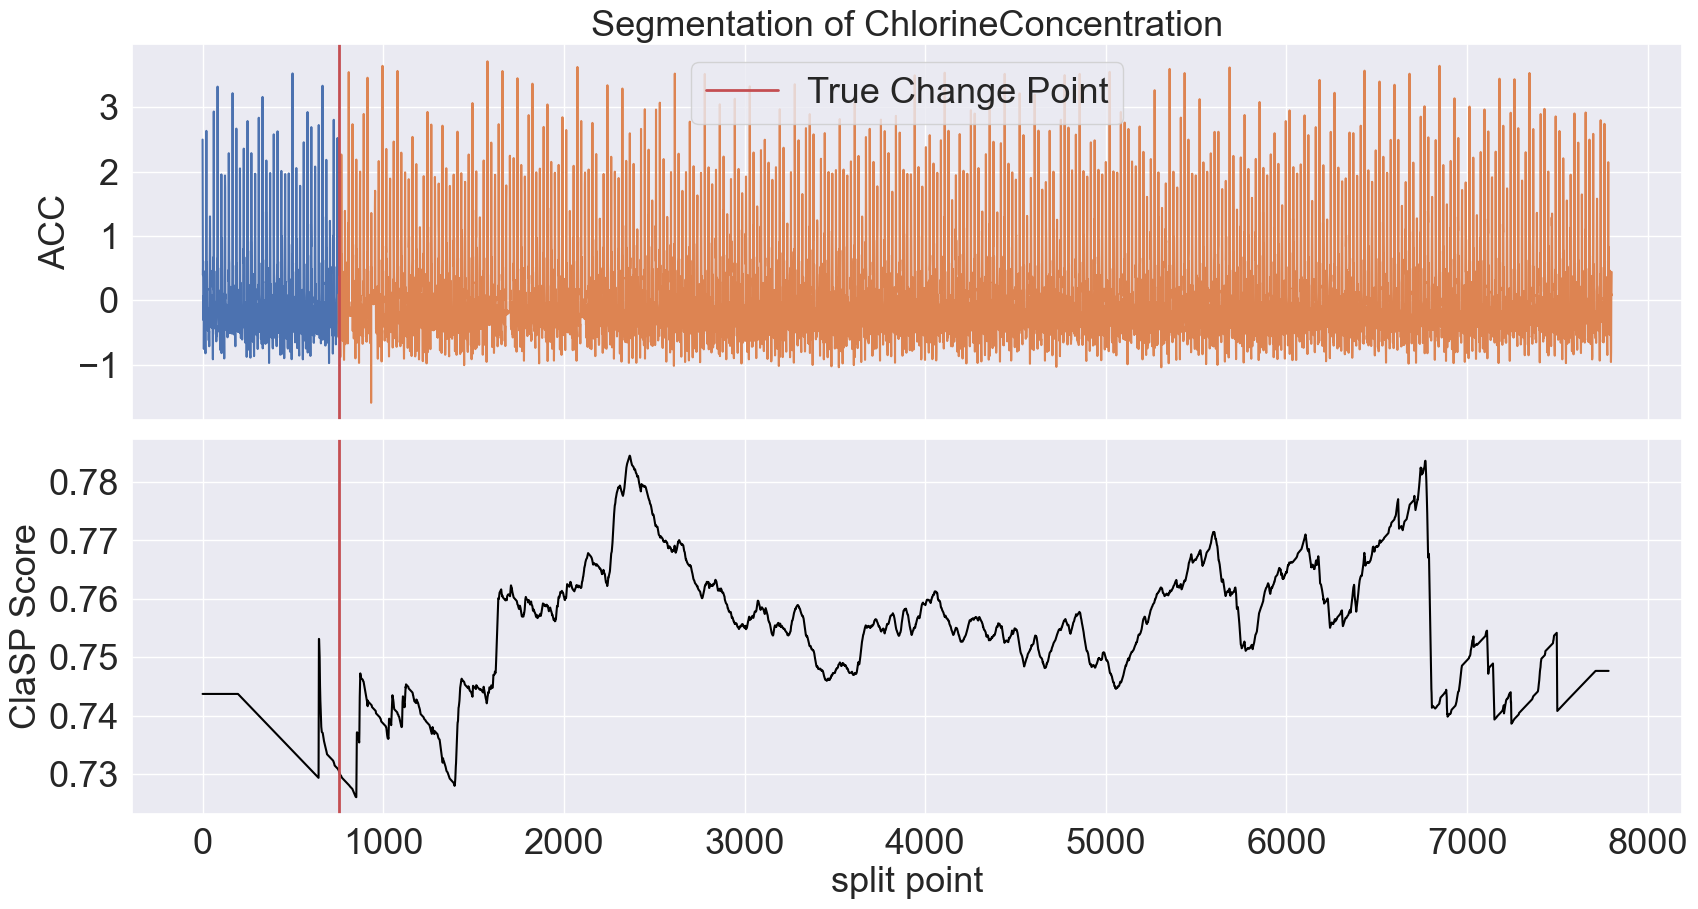 Segmentation of ChlorineConcentration
True Change Point
ACC
3
2
1
0
−1
ClaSP Score
0.78
0.77
0.76
0.75
0.74
0.73
0 1000 2000 3000 4000 5000 6000 7000 8000
split point